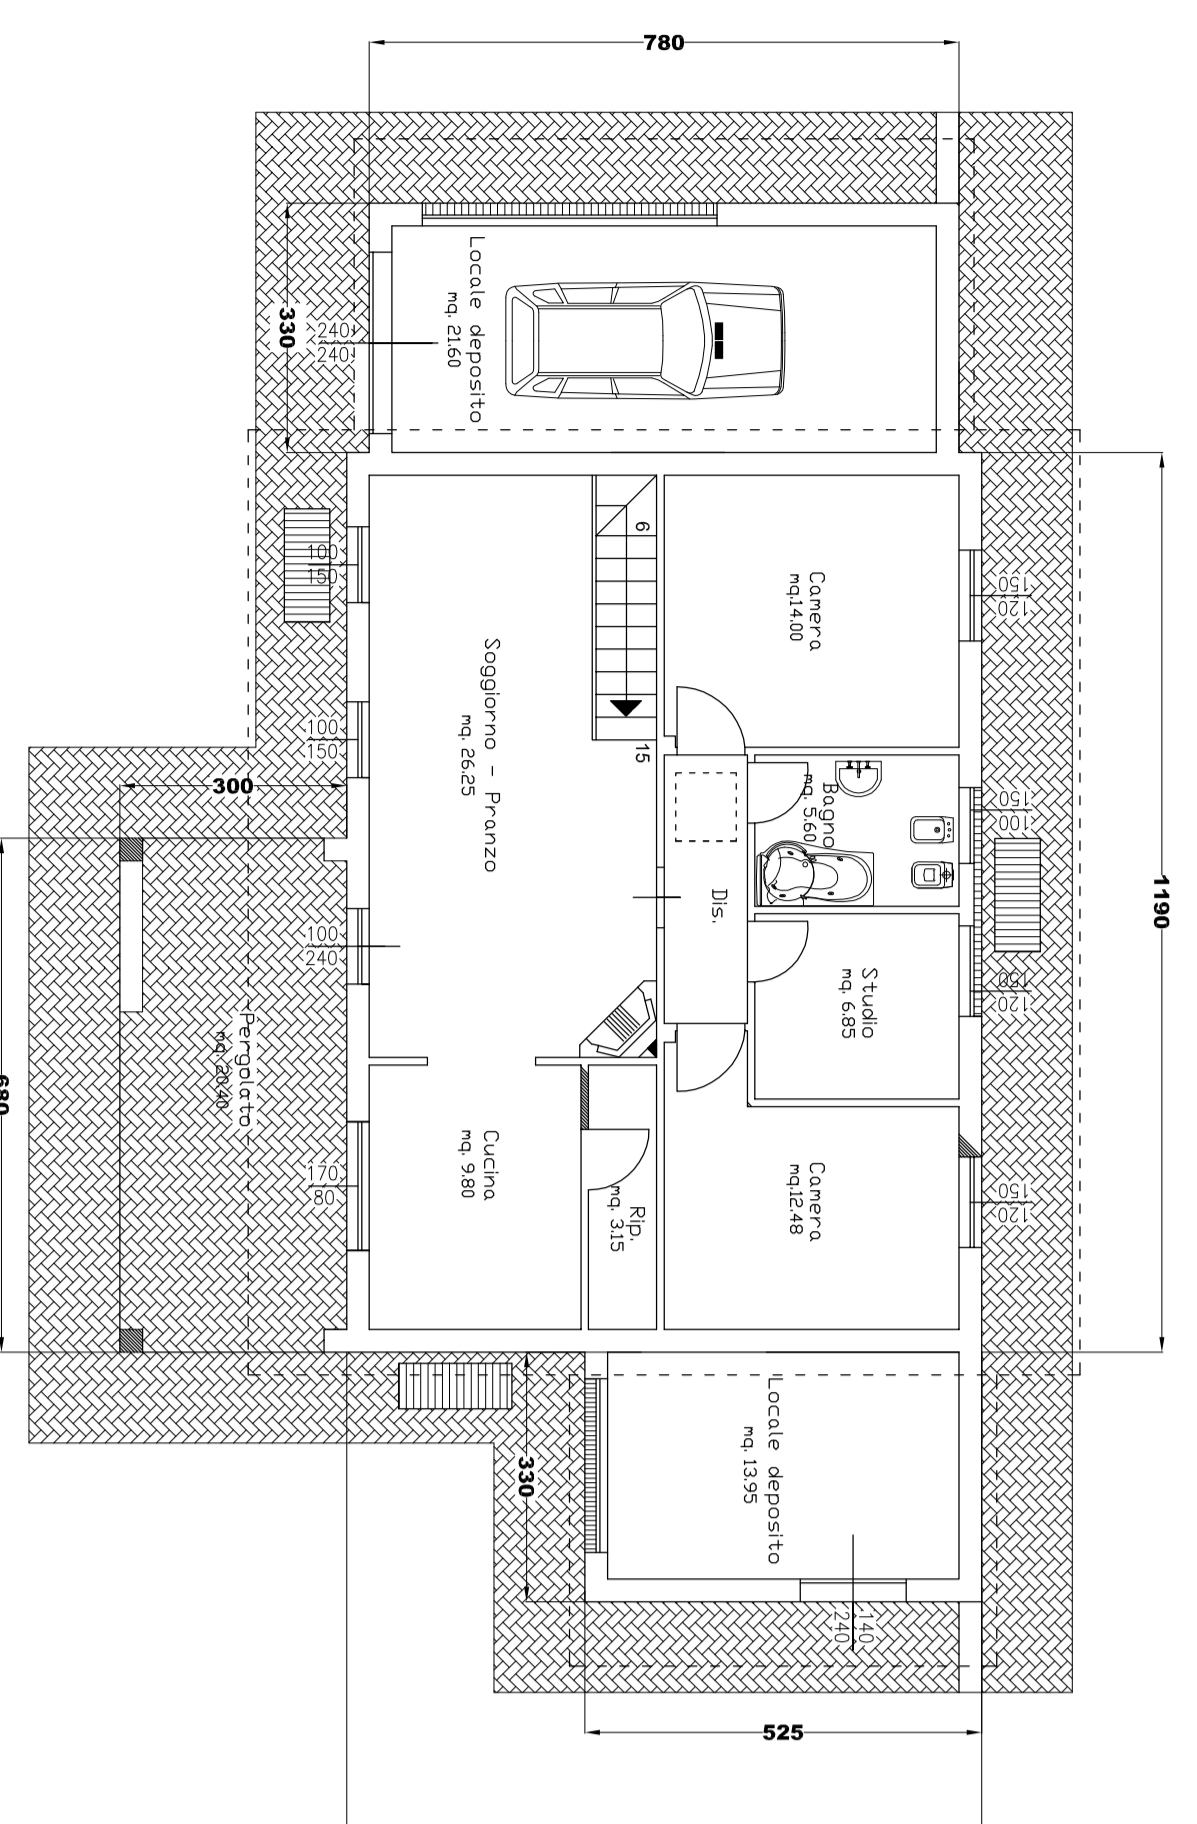 780
330
240
240
Locale deposito
mq. 21.60
1190
6
15
100
150
100
150
Soggiorno - Pranzo
mq. 26.25
Camera
mq.14.00
150
120
150
100
Bagno
mq. 5.60
Dis.
Studio
mq. 6.85
150
120
300
100
240
Pergolato
mq. 20.40
680
170
80
Cucina
mq. 9.80
Rip.
mq. 3.15
Camera
mq.12.48
150
120
330
Locale deposito
mq. 13.95
140
240
525